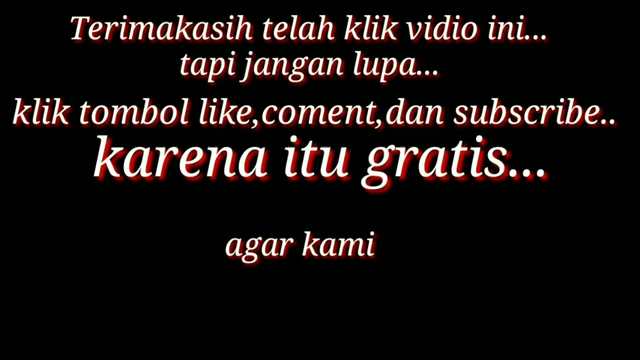 Terimakasih telah klik vidio ini...
tapi jangan lupa...
klik tombol like,coment,dan subscribe..
karena itu gratis...
agar kami